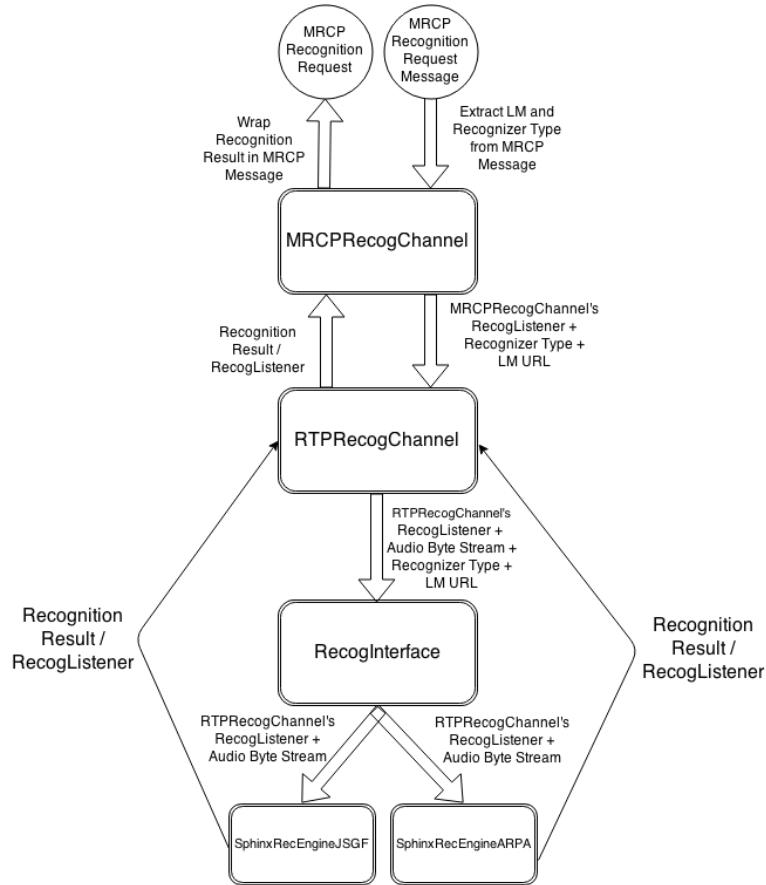 MRCP
Recognition
Request
MRCP
Recognition
Request
Message
Wrap
Recognition
Result in MRCP
Message
Extract LM and
Recognizer Type
from MRCP
Message
MRCPRecogChannel
Recognition
Result /
RecogListener
MRCPRecogChannel's
RecogListener +
Recognizer Type +
LM URL
RTPRecogChannel
RTPRecogChannel's
RecogListener +
Audio Byte Stream +
Recognizer Type +
LM URL
Recognition
Result /
RecogListener
RecogInterface
Recognition
Result /
RecogListener
RTPRecogChannel's
RecogListener +
Audio Byte Stream
RTPRecogChannel's
RecogListener +
Audio Byte Stream
SphinxRecEngineJSGF
SphinxRecEngineARPA